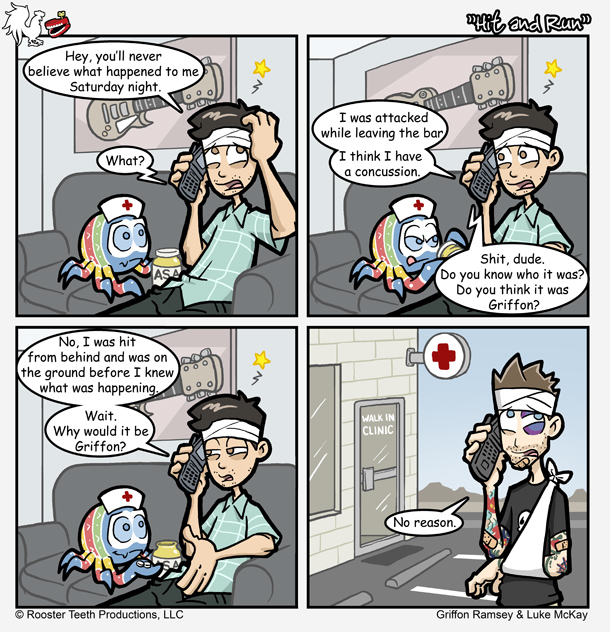 "Hit and Run"
Hey, you'll never
believe what happened to me
Saturday night.
What?
ASA
I was attacked
while leaving the bar
I think I have
a concussion.
Shit, dude.
Do you know who it was?
Do you think it was
Griffon?
No, I was hit
from behind and was on
the ground before I knew
what was happening.
Wait.
Why would it be
Griffon?
ASA
WALK IN
CLINIC
No reason.
© Rooster Teeth Productions, LLC
Griffon Ramsey & Luke McKay